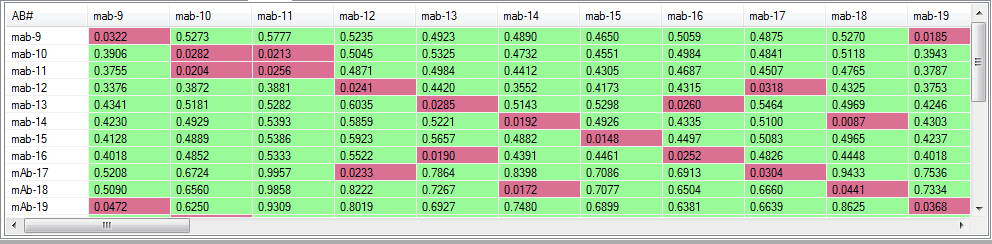 AB# mab-9 mab-10 mab-11 mab-12 mab-13 mab-14 mab-15 mab-16 mab-17 mab-18 mab-19
mab-9 0.0322 0.5273 0.5777 0.5235 0.4923 0.4890 0.4650 0.5059 0.4875 0.5270 0.0185
mab-10 0.3906 0.0282 0.0213 0.5045 0.5325 0.4732 0.4551 0.4984 0.4841 0.5118 0.3943
mab-11 0.3755 0.0204 0.0256 0.4871 0.4984 0.4412 0.4305 0.4687 0.4507 0.4765 0.3787
mab-12 0.3376 0.3872 0.3881 0.0241 0.4420 0.3552 0.4173 0.4315 0.0318 0.4325 0.3753
mab-13 0.4341 0.5181 0.5282 0.6035 0.0285 0.5143 0.5298 0.0260 0.5464 0.4969 0.4246
mab-14 0.4230 0.4929 0.5393 0.5859 0.5221 0.0192 0.4926 0.4335 0.5100 0.0087 0.4303
mab-15 0.4128 0.4889 0.5386 0.5923 0.5657 0.4882 0.0148 0.4497 0.5083 0.4965 0.4237
mab-16 0.4018 0.4852 0.5333 0.5522 0.0190 0.4391 0.4461 0.0252 0.4826 0.4448 0.4018
mAb-17 0.5208 0.6724 0.9957 0.0233 0.7864 0.8398 0.7086 0.6913 0.0304 0.9433 0.7536
mAb-18 0.5090 0.6560 0.9858 0.8222 0.7267 0.0172 0.7077 0.6504 0.6660 0.0441 0.7334
mAb-19 0.0472 0.6250 0.9309 0.8019 0.6927 0.7480 0.6899 0.6381 0.6639 0.8625 0.0368